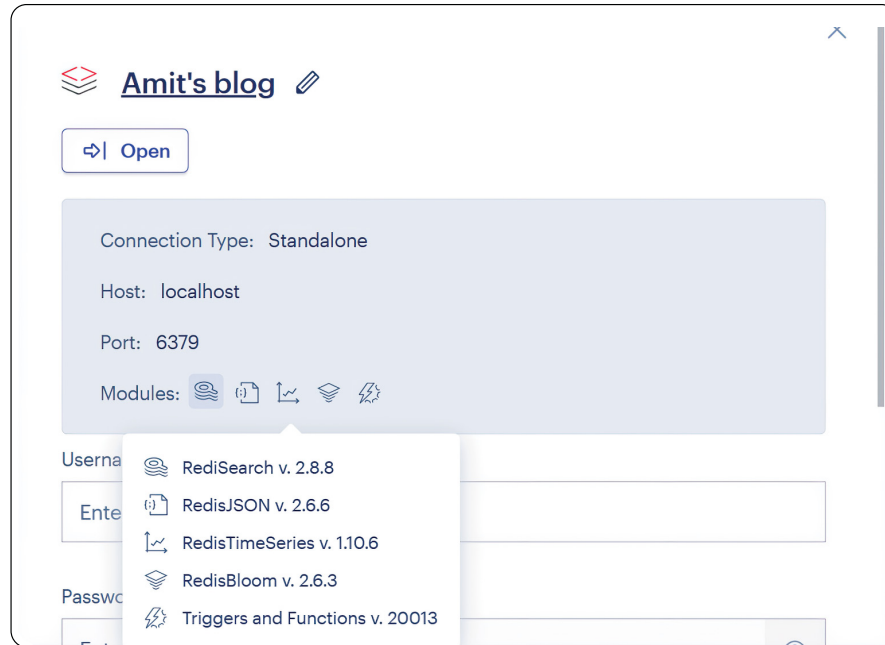 Amit's blog
Open
Connection Type: Standalone
Host: localhost
Port: 6379
Modules:
RediSearch v. 2.8.8
RedisJSON v. 2.6.6
RedisTimeSeries v. 1.10.6
RedisBloom v. 2.6.3
Triggers and Functions v. 20013
Userna
Ente
Passwo